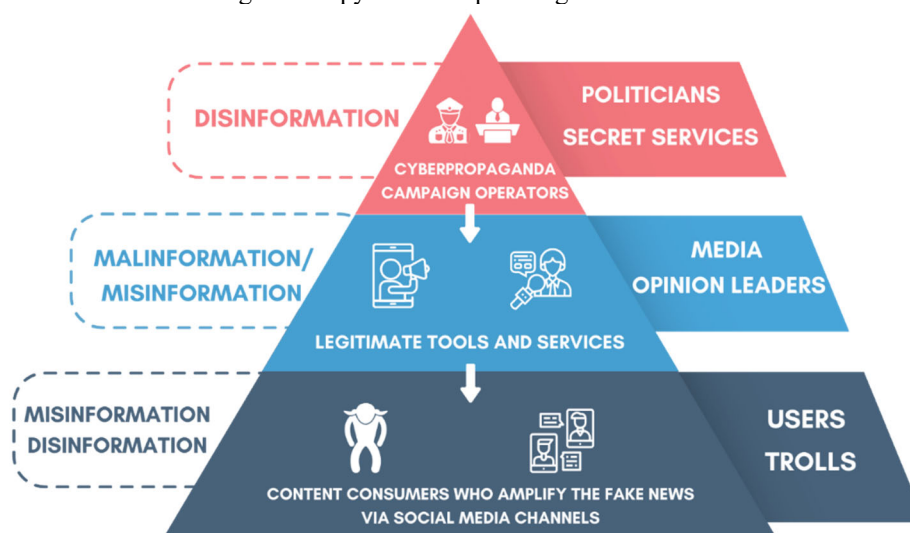 DISINFORMATION
CYBERPROPAGANDA
CAMPAIGN OPERATORS
POLITICIANS
SECRET SERVICES
MALINFORMATION/
MISINFORMATION
LEGITIMATE TOOLS AND SERVICES
MEDIA
OPINION LEADERS
MISINFORMATION
DISINFORMATION
CONTENT CONSUMERS WHO AMPLIFY THE FAKE NEWS
VIA SOCIAL MEDIA CHANNELS
USERS
TROLLS